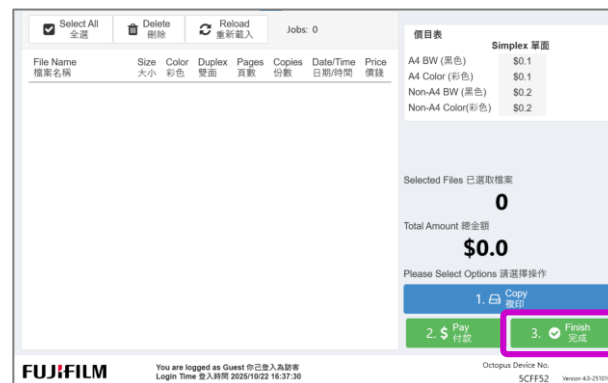 Select All
全選
Delete
刪除
Reload
重新載入
Jobs: 0
File Name
檔案名稱
Size
大小
Color
彩色
Duplex
雙面
Pages
頁數
Copies
份數
Date/Time
日期/時間
Price
價錢
價目表
Simplex 單面
A4 BW (黑色) $0.1
A4 Color (彩色) $0.1
Non-A4 BW (黑色) $0.2
Non-A4 Color(彩色) $0.2
Selected Files 已選取檔案
0
Total Amount 總金額
$0.0
Please Select Options 請選擇操作
1. Copy
複印
2. $ Pay
付款
3. Finish
完成
FUJIFILM
You are logged as Guest 你已登入為訪客
Login Time 登入時間 2025/10/22 16:37:30
Octopus Device No.
5CFF52